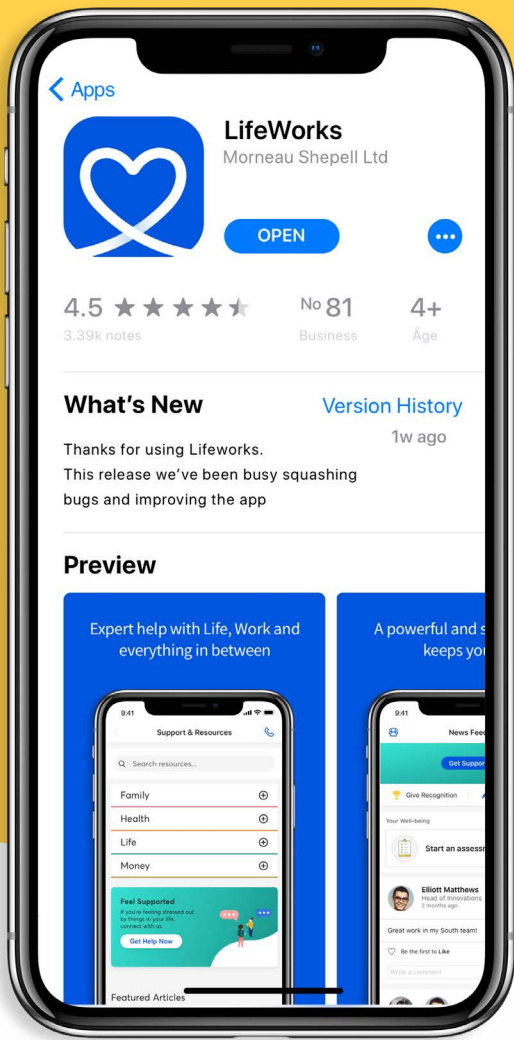 Apps
LifeWorks
Morneau Shepell Ltd
OPEN
4.5
No 81
4+
3.39k notes
Business
Âge
What's New
Version History
1w ago
Thanks for using Lifeworks.
This release we've been busy squashing
bugs and improving the app
Preview
Expert help with Life, Work and
everything in between
9:41
Support & Resources
Search resources...
Family
Health
Life
Money
Feel Supported
If you're feeling stressed out
by things in your life,
connect with us.
Get Help Now
Featured Articles
A powerful and s
keeps you
9:41
News Feed
Get Suppor
Give Recognition
Your Well-being
Start an assessm
Elliott Matthews
Head of Innovations
2 months ago
Great work in my South team!
Be the first to Like
Write a comment